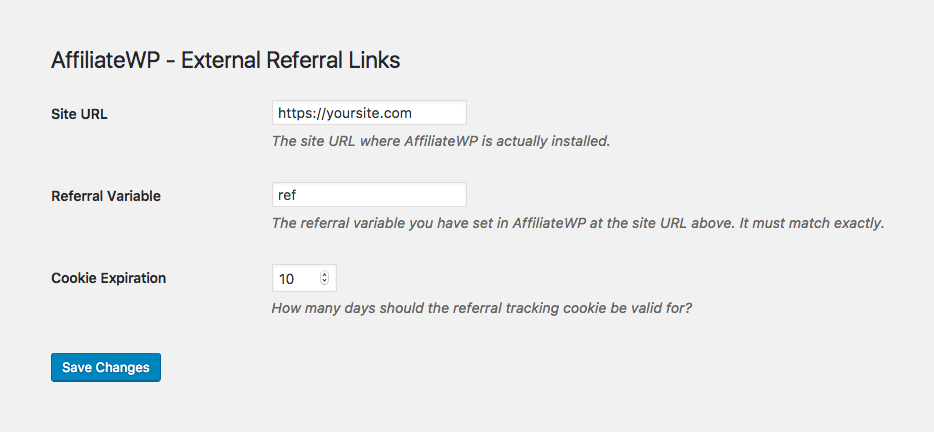 AffiliateWP - External Referral Links
Site URL
https://yoursite.com
The site URL where AffiliateWP is actually installed.
Referral Variable
ref
The referral variable you have set in AffiliateWP at the site URL above. It must match exactly.
Cookie Expiration
10
How many days should the referral tracking cookie be valid for?
Save Changes